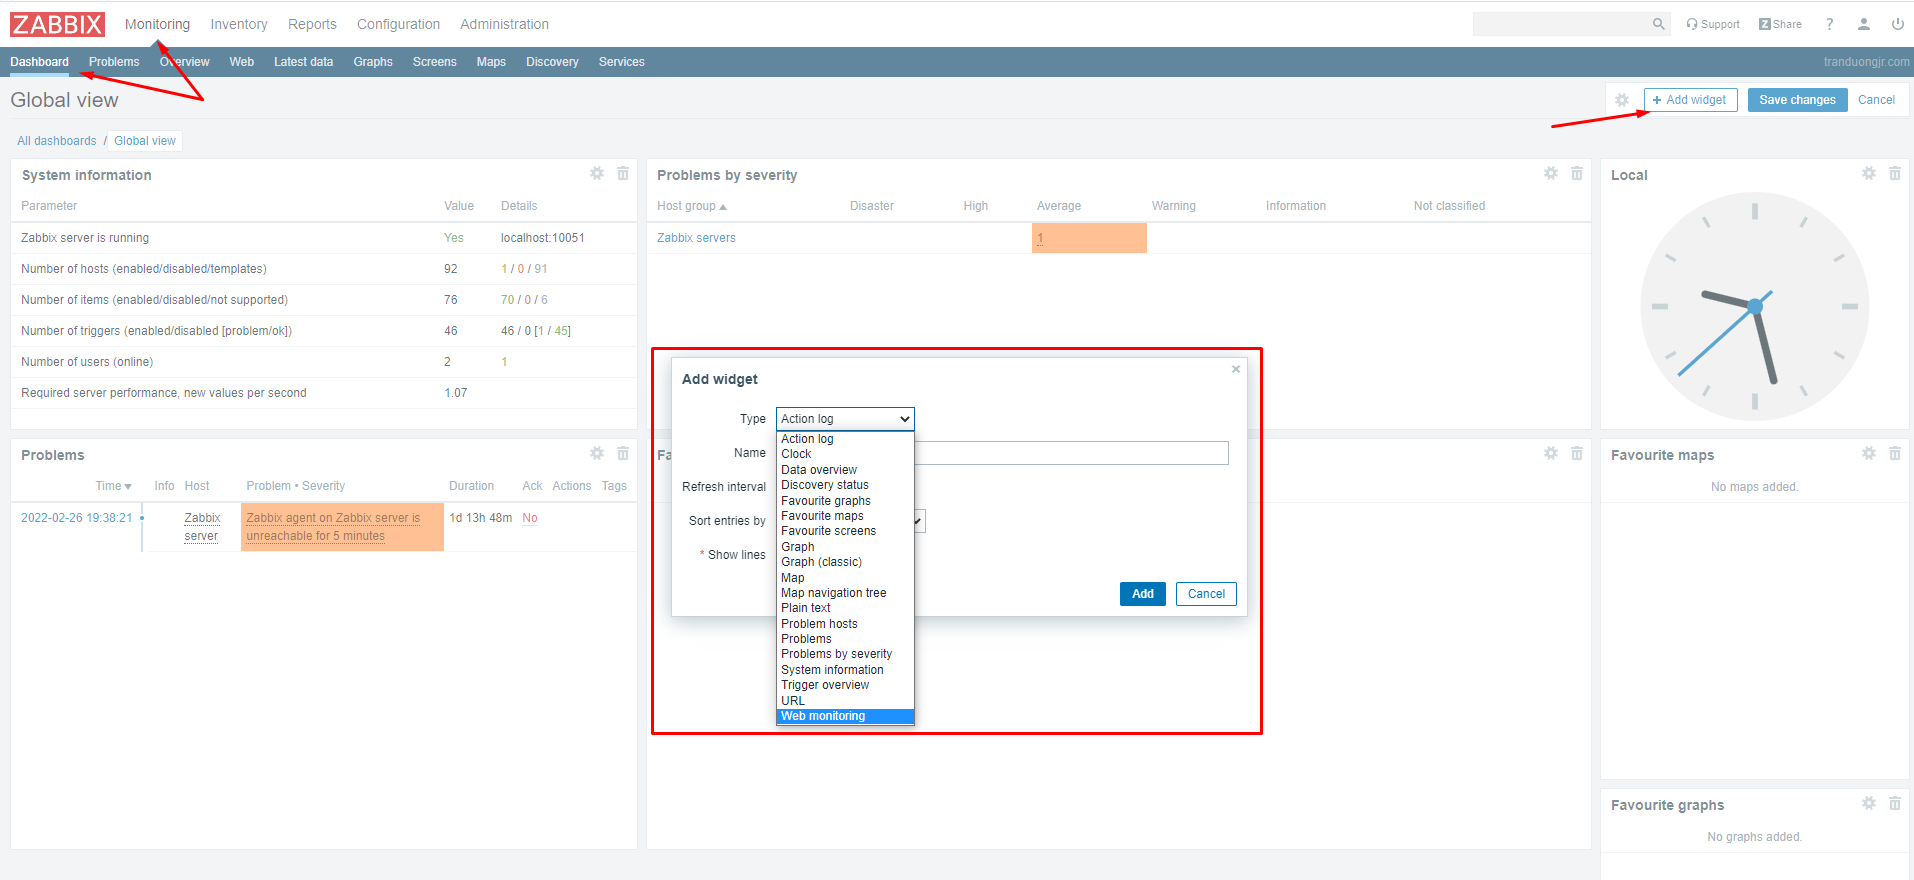 ZABBIX Monitoring Inventory Reports Configuration Administration Support Z Share ?
Dashboard Problems Overview Web Latest data Graphs Screens Maps Discovery Services tranduongjr.com
Global view + Add widget Save changes Cancel
All dashboards / Global view
System information
Parameter Value Details
Zabbix server is running Yes localhost:10051
Number of hosts (enabled/disabled/templates) 92 1 / 0 / 91
Number of items (enabled/disabled/not supported) 76 70 / 0 / 6
Number of triggers (enabled/disabled [problem/ok]) 46 46 / 0 [1 / 45]
Number of users (online) 2 1
Required server performance, new values per second 1.07
Problems by severity
Host group ▲ Disaster High Average Warning Information Not classified
Zabbix servers 1
Local
Add widget ×
Type Action log
Name
Refresh interval
Sort entries by
* Show lines
Action log
Clock
Data overview
Discovery status
Favourite graphs
Favourite maps
Favourite screens
Graph
Graph (classic)
Map
Map navigation tree
Plain text
Problem hosts
Problems
Problems by severity
System information
Trigger overview
URL
Web monitoring
Add Cancel
Problems
Time ▼ Info Host Problem • Severity Duration Ack Actions Tags
2022-02-26 19:38:21 Zabbix server Zabbix agent on Zabbix server is 1d 13h 48m No
unreachable for 5 minutes
Fa
Favourite maps
No maps added.
Favourite graphs
No graphs added.